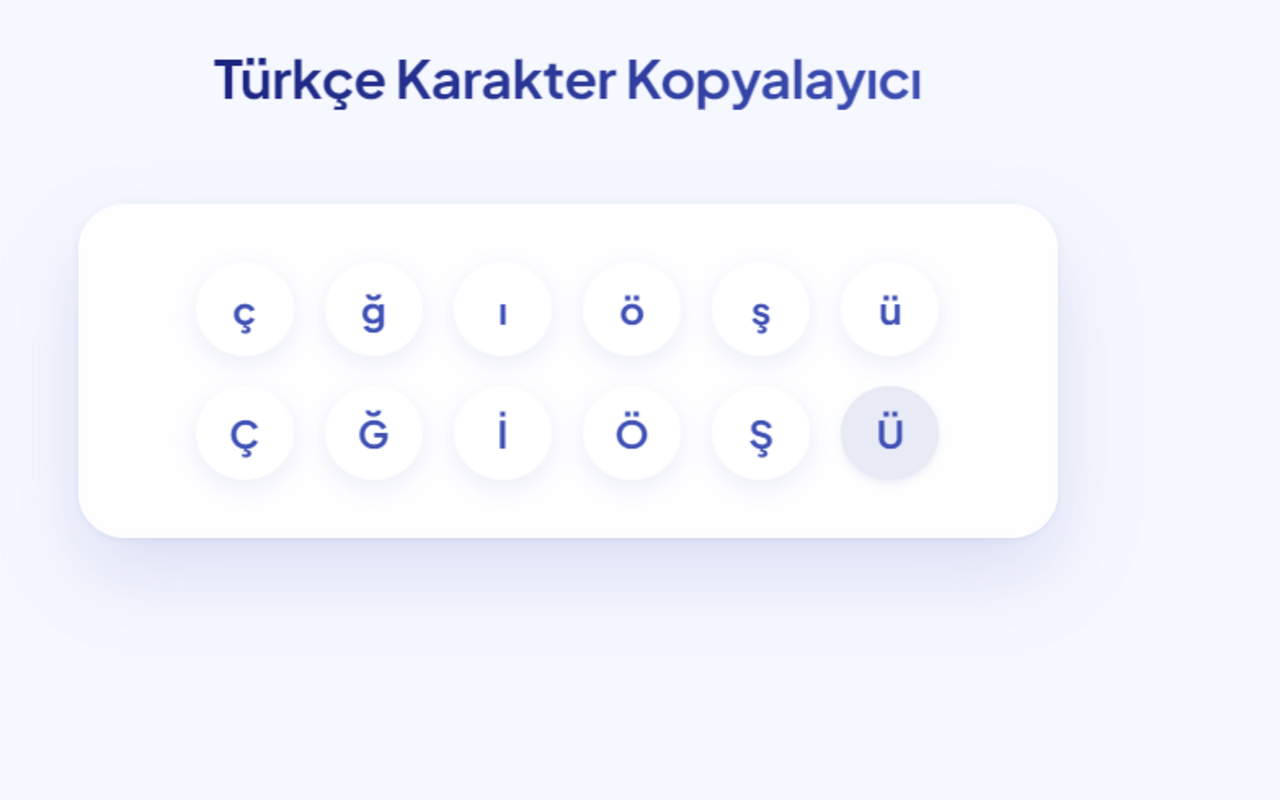 Türkçe Karakter Kopyalayıcı
ç ğ ı ö ş ü
Ç Ğ İ Ö Ş Ü